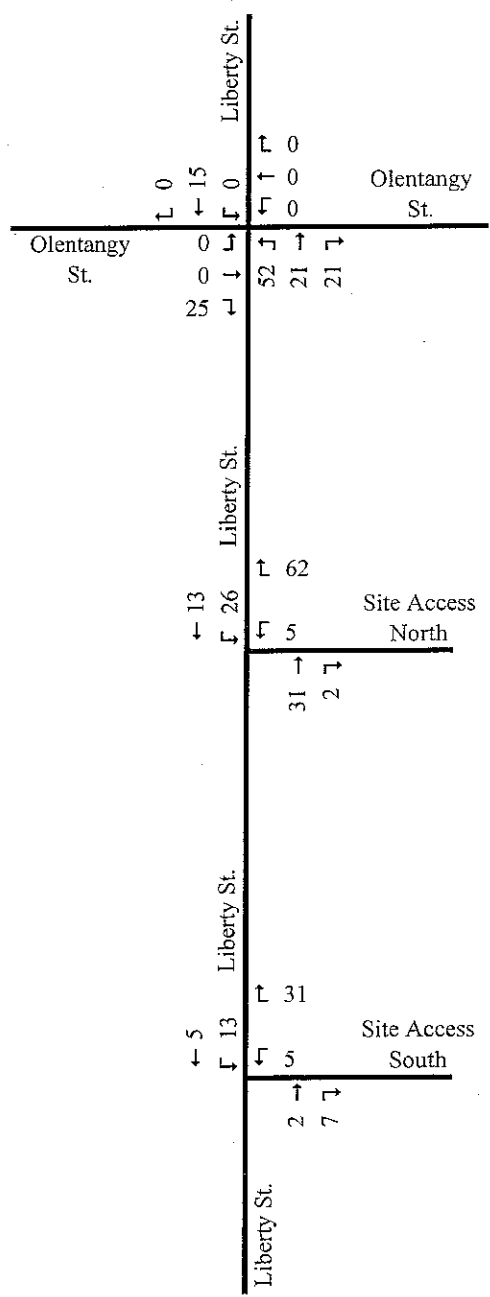 Liberty St.
0
15
0
0
0
0
Olentangy
St.
Olentangy
St.
0
0
25
52
21
21
Liberty St.
13
26
62
5
Site Access
North
31
2
Liberty St.
5
13
31
5
Site Access
South
2
7
Liberty St.